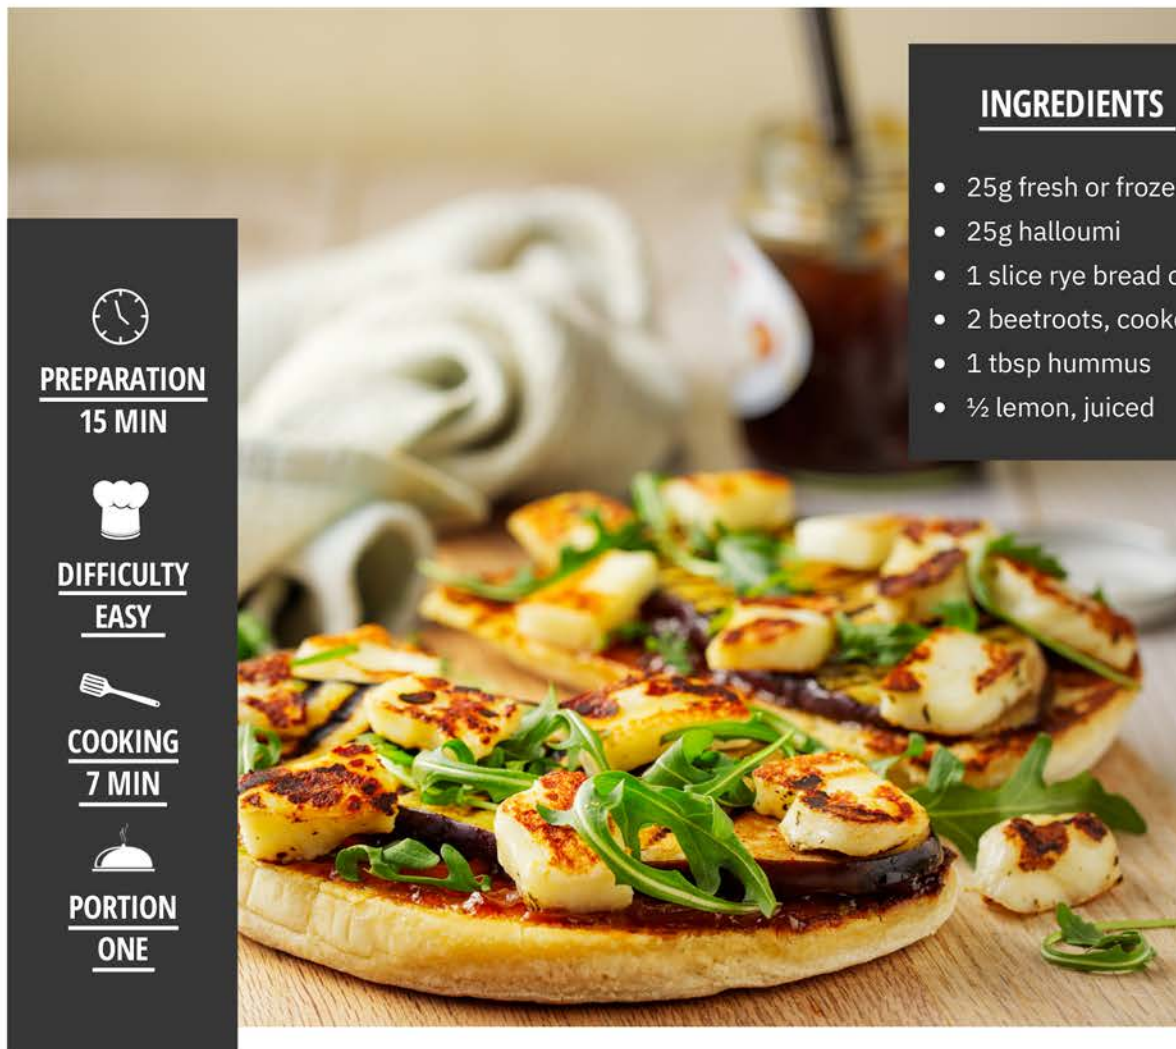 INGREDIENTS
• 25g fresh or froze
• 25g halloumi
• 1 slice rye bread
• 2 beetroots,
• 1 tbsp hummus
• ½ lemon, juiced
PREPARATION
15 MIN
DIFFICULTY
EASY
COOKING
7 MIN
PORTION
ONE